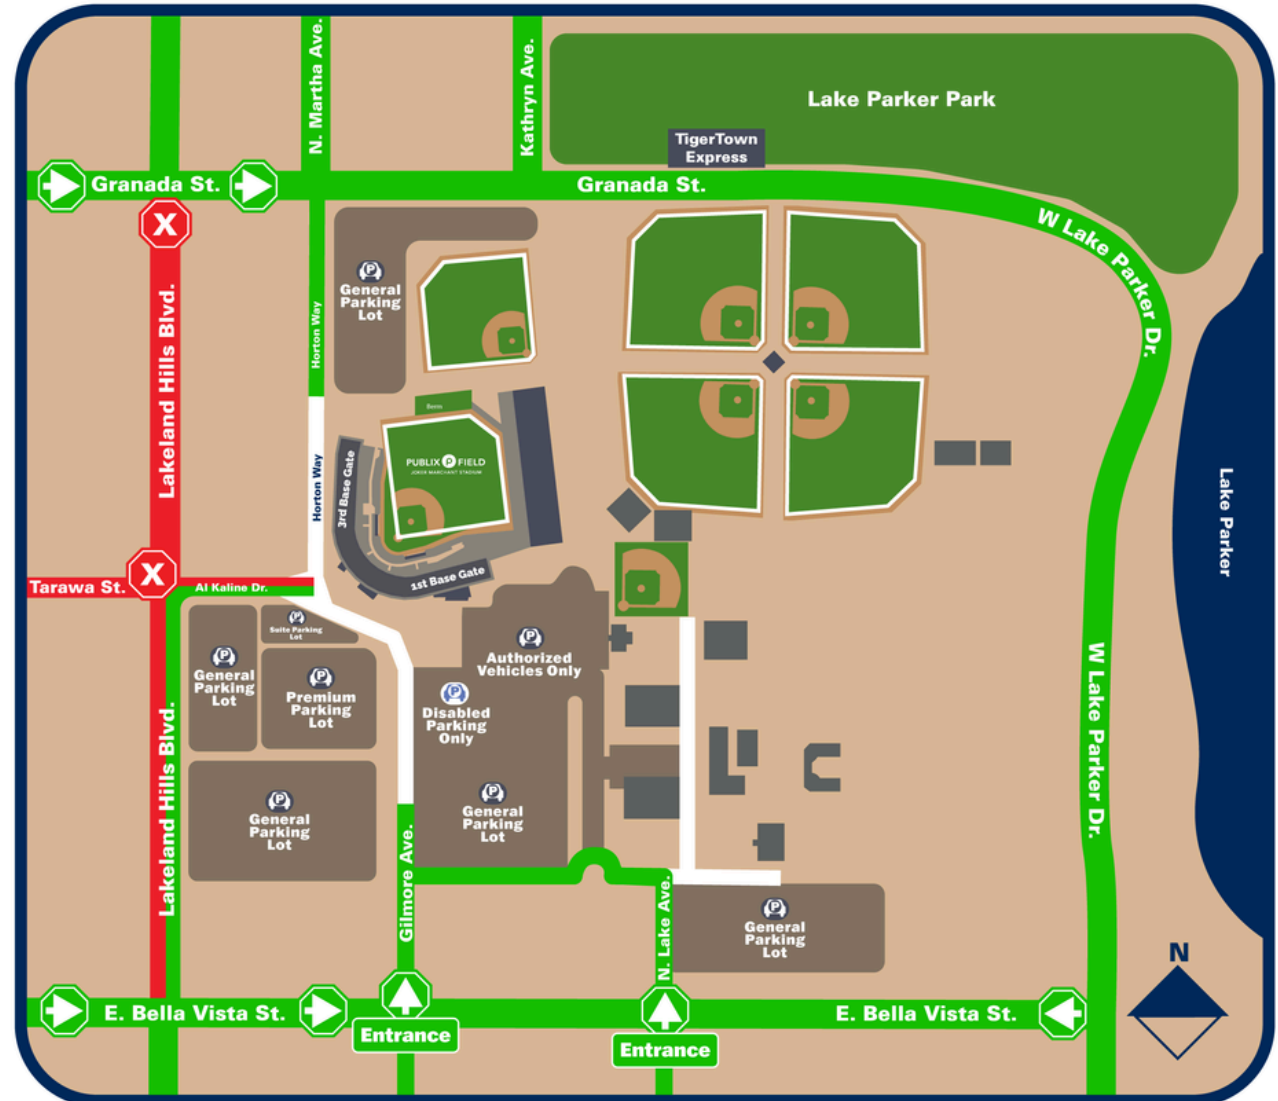 N. Martha Ave.
Kathryn Ave.
Lake Parker Park
TigerTown
Express
Granada St.
Granada St.
W Lake Parker Dr.
X
Lakeland Hills Blvd.
P
General
Parking
Lot
Horton Way
Berm
PUBLIX P FIELD
JOKER MARCHANT STADIUM
3rd Base Gate
1st Base Gate
Horton Way
Lake Parker
X
Tarawa St.
Al Kaline Dr.
P
Suite Parking
Lot
P
General
Parking
Lot
P
Premium
Parking
Lot
P
Authorized
Vehicles Only
P
Disabled
Parking
Only
W Lake Parker Dr.
Lakeland Hills Blvd.
P
General
Parking
Lot
P
General
Parking
Lot
Gilmore Ave.
N. Lake Ave.
P
General
Parking
Lot
N
E. Bella Vista St.
E. Bella Vista St.
Entrance
Entrance